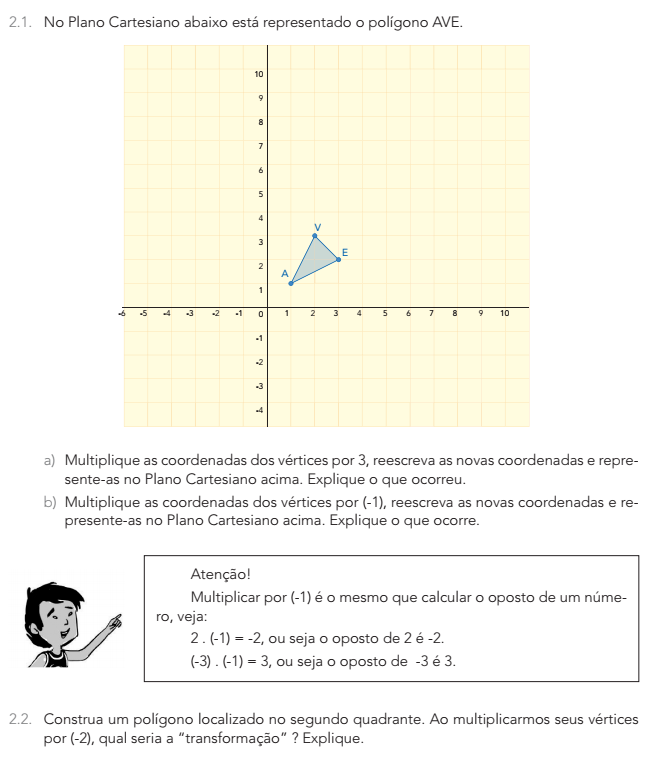 2.1. No Plano Cartesiano abaixo está representado o polígono AVE.
10
9
8
7
6
5
4
V
3
E
2
A
1
-6 -5 -4 -3 -2 -1 0 1 2 3 4 5 6 7 8 9 10
-1
-2
-3
-4
a) Multiplique as coordenadas dos vértices por 3, reescreva as novas coordenadas e repre-
sente-as no Plano Cartesiano acima. Explique o que ocorreu.
b) Multiplique as coordenadas dos vértices por (-1), reescreva as novas coordenadas e re-
presente-as no Plano Cartesiano acima. Explique o que ocorre.
Atenção!
Multiplicar por (-1) é o mesmo que calcular o oposto de um núme-
ro, veja:
2 . (-1) = -2, ou seja o oposto de 2 é -2.
(-3) . (-1) = 3, ou seja o oposto de -3 é 3.
2.2. Construa um polígono localizado no segundo quadrante. Ao multiplicarmos seus vértices
por (-2), qual seria a “transformação” ? Explique.